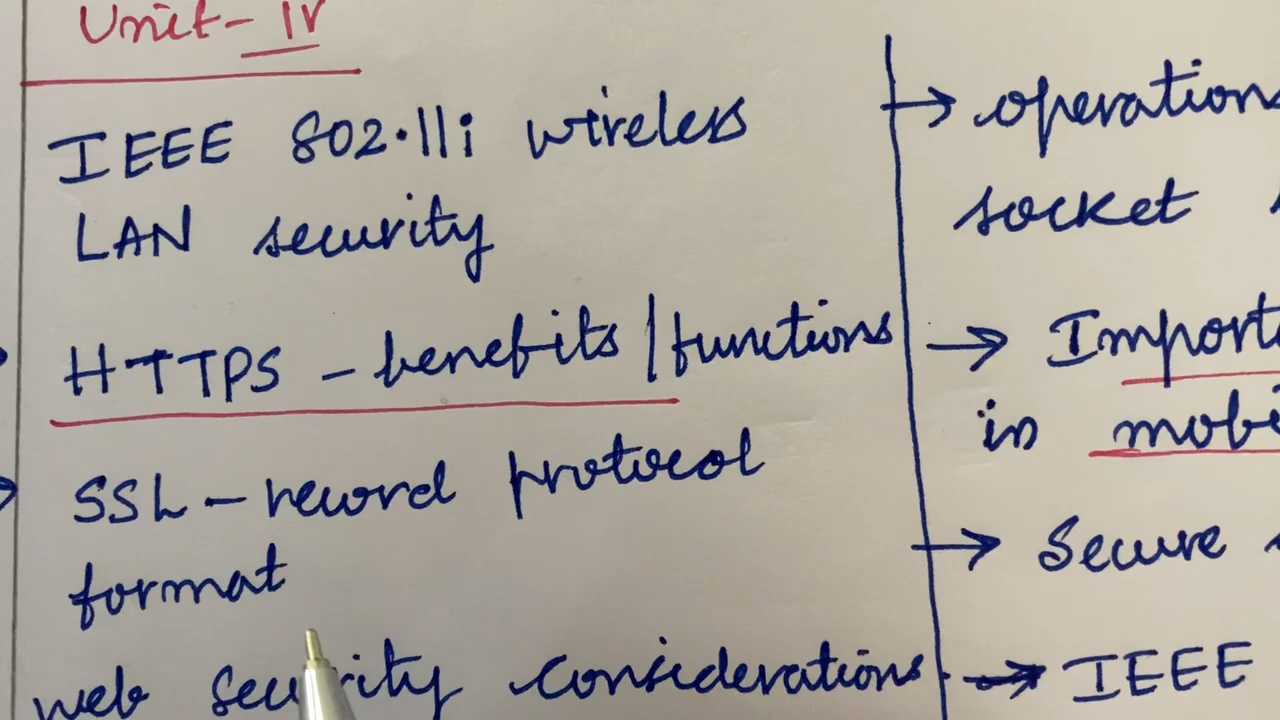 Unit-IV
IEEE 802.11i wireless
LAN security
HTTPS - benefits/functions
SSL - record protocol
format
web security considerations
→ operations
socket
→ Import
in mobi
→ Secure
→ IEEE